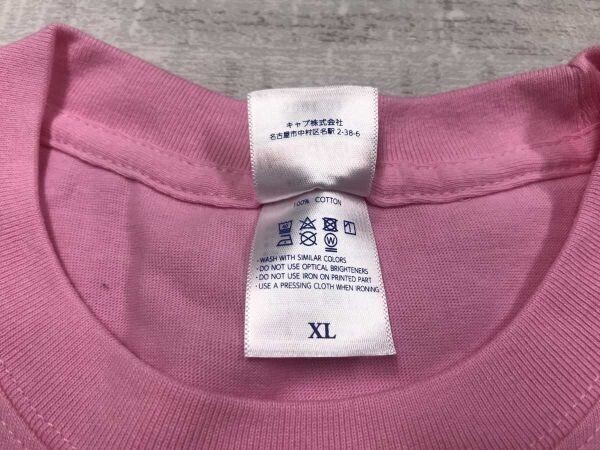 キャブ株式会社
名古屋市中村区名駅 2-38-6
100% COTTON
· WASH WITH SIMILAR COLORS
· DO NOT USE OPTICAL BRIGHTENERS
· DO NOT USE IRON ON PRINTED PART
· USE A PRESSING CLOTH WHEN IRONING
XL